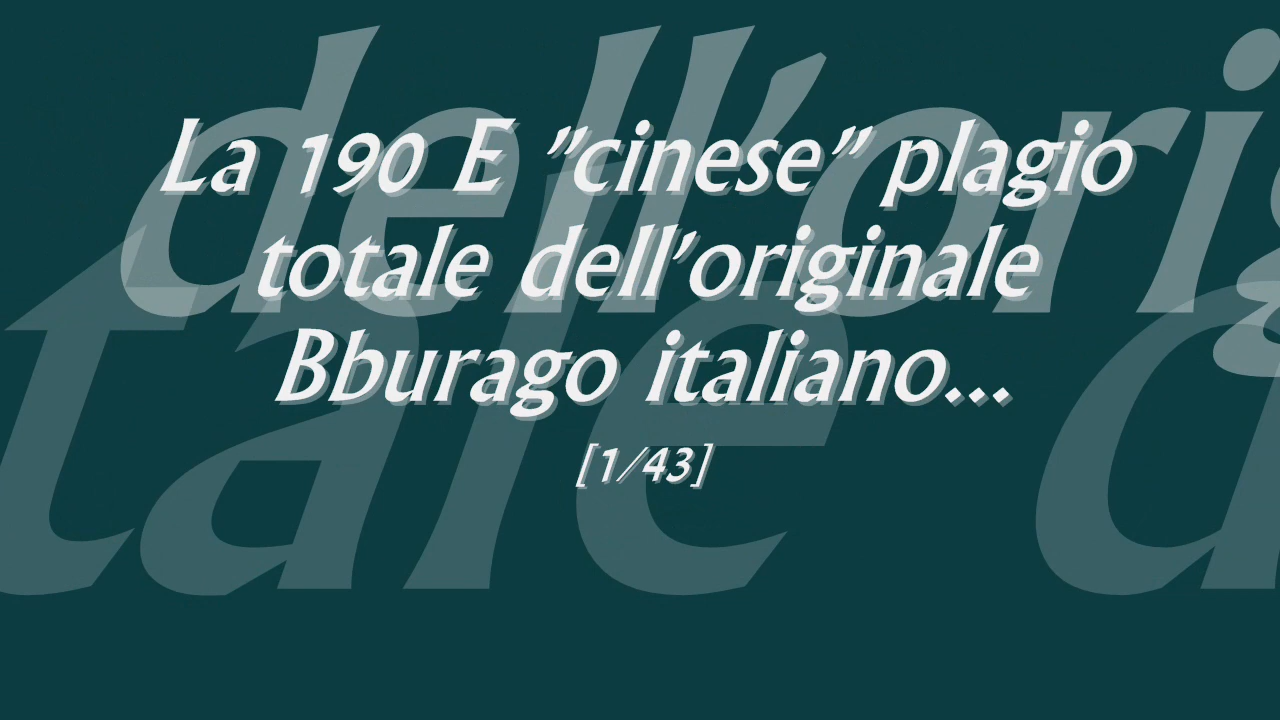 La 190 E "cinese" plagio
totale dell'originale
Bburago italiano...
[1/43]